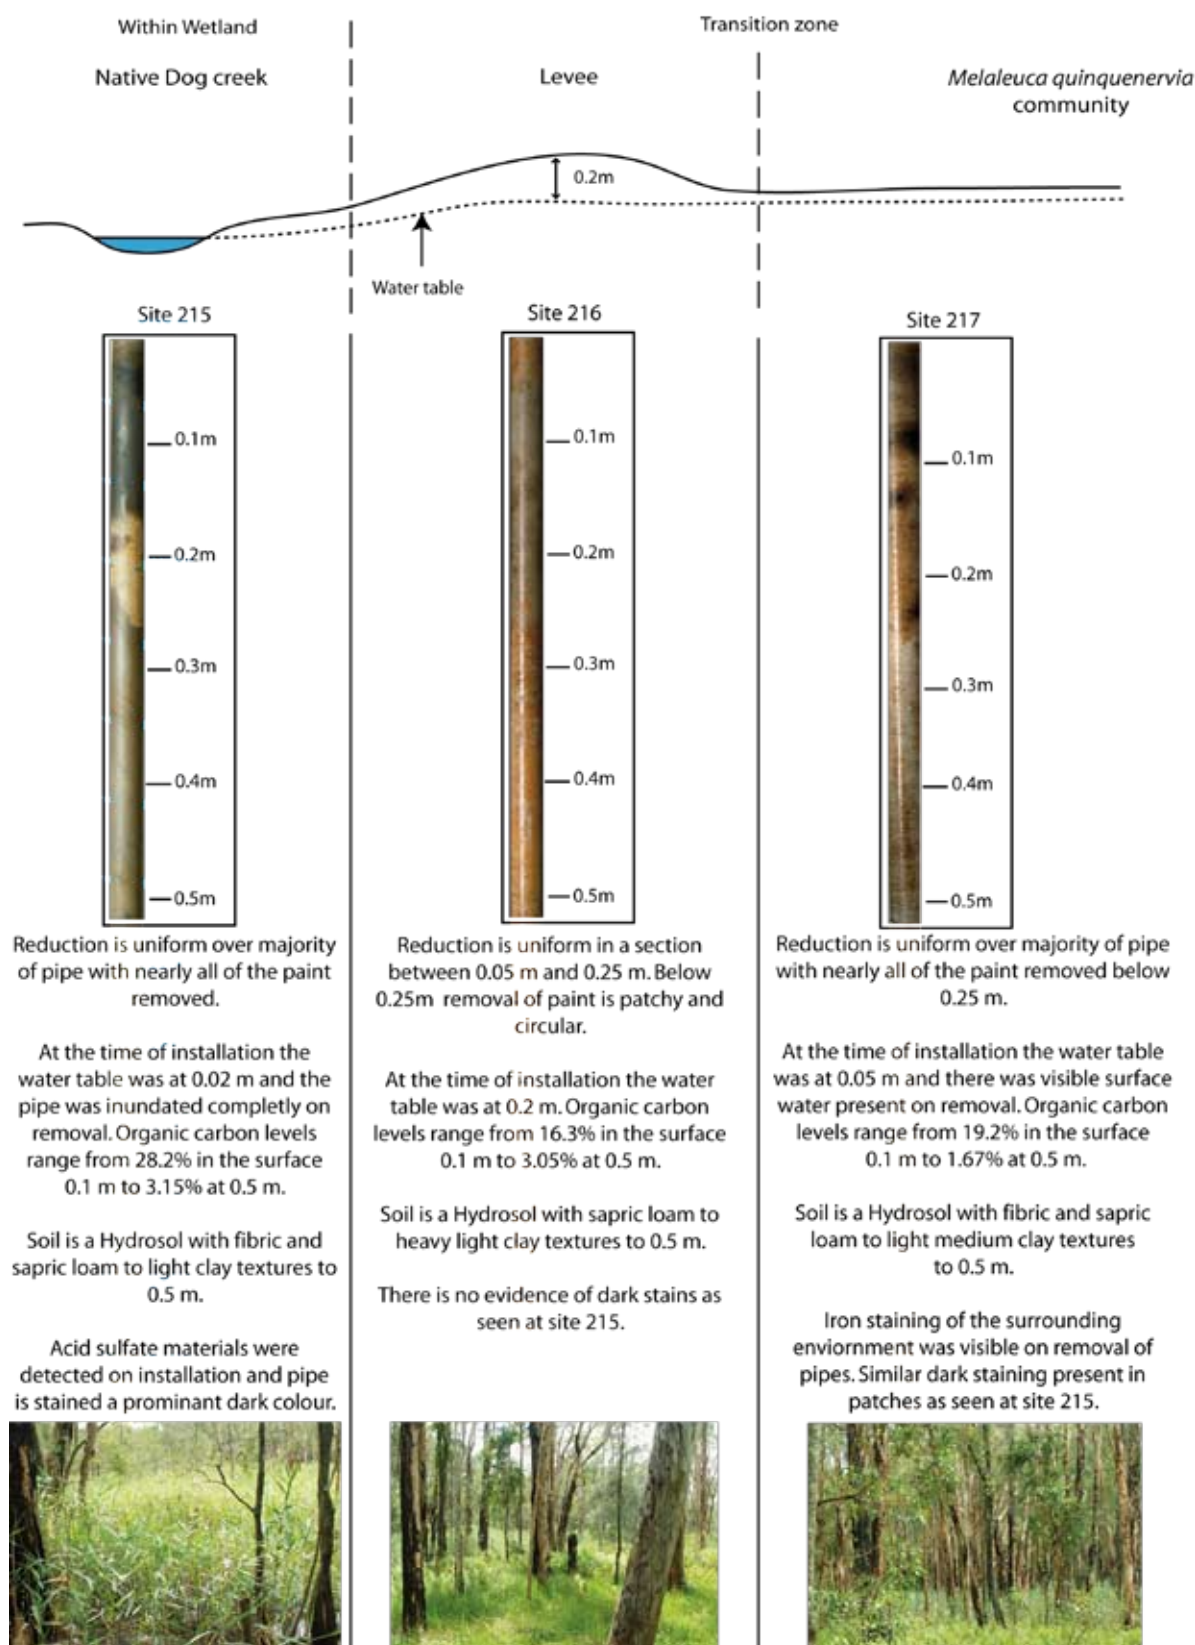 Within Wetland
Transition zone
Native Dog creek
Levee
Melaleuca quinquenervia
community
0.2m
Water table
Site 215
0.1m
0.2m
0.3m
0.4m
0.5m
Reduction is uniform over majority
of pipe with nearly all of the paint
removed.
At the time of installation the
water table was at 0.02 m and the
pipe was inundated completly on
removal. Organic carbon levels
range from 28.2% in the surface
0.1 m to 3.15% at 0.5 m.
Soil is a Hydrosol with fibric and
sapric loam to light clay textures to
0.5 m.
Acid sulfate materials were
detected on installation and pipe
is stained a prominant dark colour.
Site 216
0.1m
0.2m
0.3m
0.4m
0.5m
Reduction is uniform in a section
between 0.05 m and 0.25 m. Below
0.25m removal of paint is patchy and
circular.
At the time of installation the water
table was at 0.2 m. Organic carbon
levels range from 16.3% in the surface
0.1 m to 3.05% at 0.5 m.
Soil is a Hydrosol with sapric loam to
heavy light clay textures to 0.5 m.
There is no evidence of dark stains as
seen at site 215.
Site 217
0.1m
0.2m
0.3m
0.4m
0.5m
Reduction is uniform over majority of pipe
with nearly all of the paint removed below
0.25 m.
At the time of installation the water table
was at 0.05 m and there was visible surface
water present on removal. Organic carbon
levels range from 19.2% in the surface
0.1 m to 1.67% at 0.5 m.
Soil is a Hydrosol with fibric and sapric
loam to light medium clay textures
to 0.5 m.
Iron staining of the surrounding
enviornment was visible on removal of
pipes. Similar dark staining present in
patches as seen at site 215.